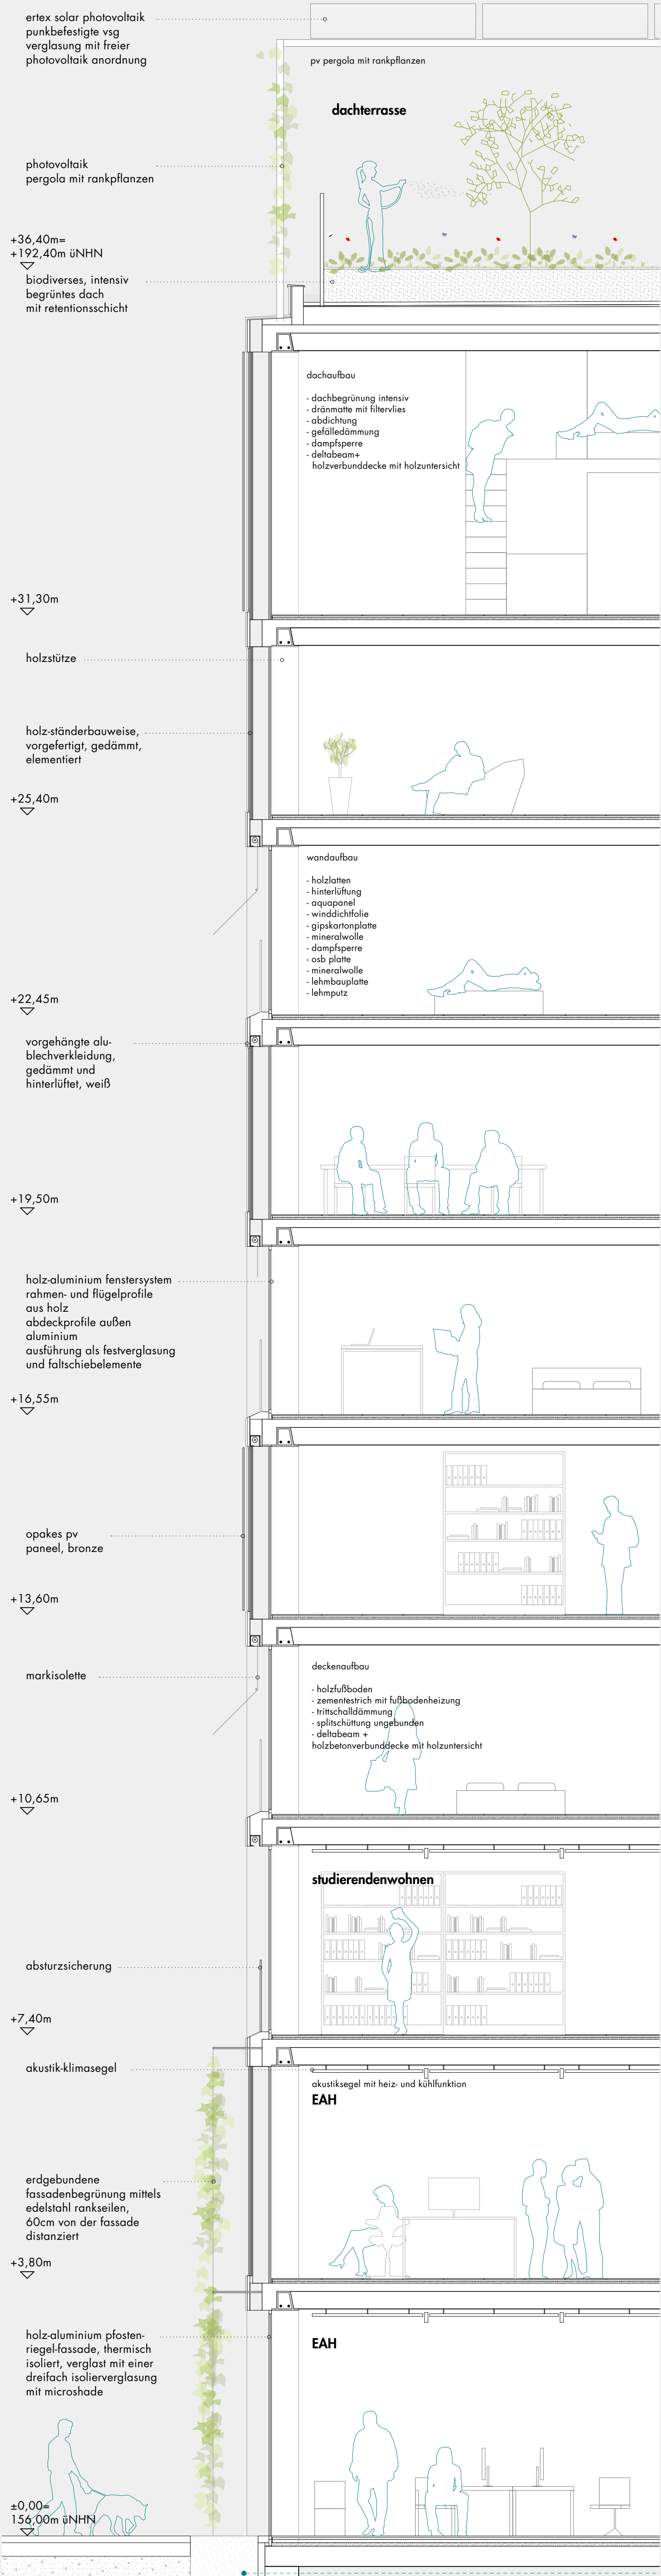 ertex solar photovoltaik
punkbefestigte vsg
verglasung mit freier
photovoltaik anordnung
pv pergola mit rankpflanzen
dachterrasse
photovoltaik
pergola mit rankpflanzen
+36,40m=
+192,40m üNHN
biodiverses, intensiv
begrüntes dach
mit retentionsschicht
dachaufbau
- dachbegrünung intensiv
- dränmatte mit filtervlies
- abdichtung
- gefälledämmung
- dampfsperre
- deltabeam+
holzverbunddecke mit holzuntersicht
+31,30m
holzstütze
holz-ständerbauweise,
vorgefertigt, gedämmt,
elementiert
+25,40m
wandaufbau
- holzlatten
- hinterlüftung
- aquapanel
- winddichtfolie
- gipskartonplatte
- mineralwolle
- dampfsperre
- osb platte
- mineralwolle
- lehmbauplatte
- lehmputz
+22,45m
vorgehängte alu-
blechverkleidung,
gedämmt und
hinterlüftet, weiß
+19,50m
holz-aluminium fenstersystem
rahmen- und flügelprofile
aus holz
abdeckprofile außen
aluminium
ausführung als festverglasung
und faltschiebelemente
+16,55m
opakes pv
paneel, bronze
+13,60m
markisolette
deckenaufbau
- holzfußboden
- zementestrich mit fußbodenheizung
- trittschalldämmung
- splitschüttung ungebunden
- deltabeam +
holzbetonverbunddecke mit holzuntersicht
+10,65m
studierendenwohnen
absturzsicherung
+7,40m
akustik-klimasegel
akustiksegel mit heiz- und kühlfunktion
EAH
erdgebundene
fassadenbegrünung mittels
edelstahl rankseilen,
60cm von der fassade
distanziert
+3,80m
holz-aluminium pfosten-
riegel-fassade, thermisch
isoliert, verglast mit einer
dreifach isolierverglasung
mit microshade
EAH
±0,00=
156,00m üNHN